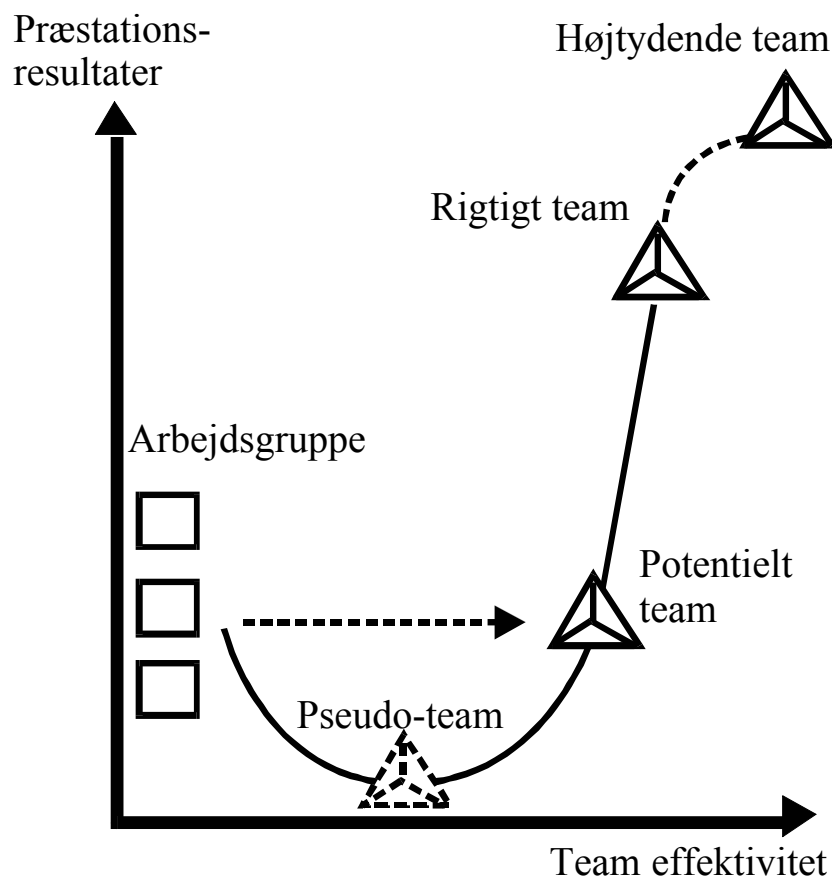 Præstations-
resultater
Højtydende team
Rigtigt team
Arbejdsgruppe
Potentielt
team
Pseudo-team
Team effektivitet